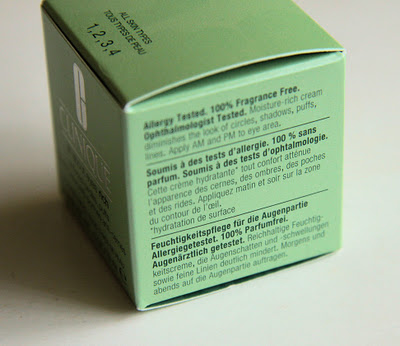 ALL SKIN TYPES
TOUS TYPES DE PEAU
1, 2, 3, 4
CLINIQUE
Allergy Tested. 100% Fragrance Free.
Ophthalmologist Tested. Moisture-rich cream
diminishes the look of circles, shadows, puffs,
lines. Apply AM and PM to eye area.
Soumis à des tests d'allergie. 100 % sans
parfum. Soumis à des tests d'ophtalmologie.
Cette crème hydratante* tout confort atténue
l'apparence des cernes, des ombres, des poches
et des rides. Appliquez matin et soir sur la zone
du contour de l'œil.
*hydratation de surface
Feuchtigkeitspflege für die Augenpartie
Allergiegetestet. 100% Parfumfrei.
Augenärztlich getestet. Reichhaltige Feuchtig-
keitscreme, die Augenschatten und -schwellungen
sowie feine Linien deutlich mindert. Morgens und
abends auf die Augenpartie auftragen.